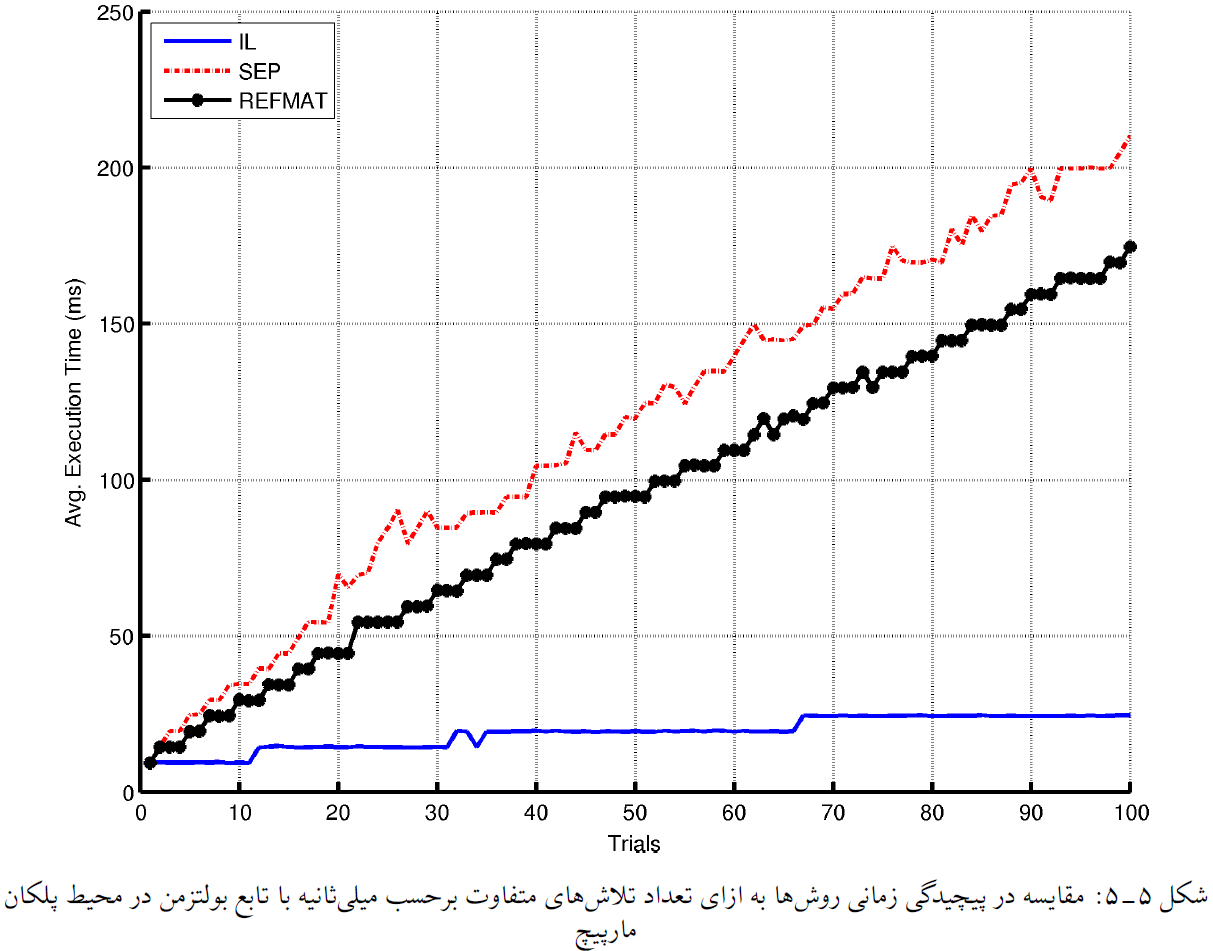 250
200
150
100
50
0
IL
SEP
REFMAT
Avg. Execution Time (ms)
0 10 20 30 40 50 60 70 80 90 100
Trials
شکل ۵ـ۵: مقایسه در پیچیدگی زمانی روش‌ها به ازای تعداد تلاش‌های متفاوت برحسب میلی‌ثانیه با تابع بولتزمن در محیط پلکان
مارپیچ